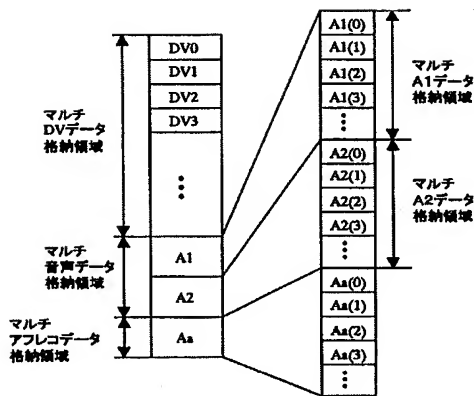 マルチ
DVデータ
格納領域
マルチ
音声データ
格納領域
マルチ
アフレコデータ
格納領域
DV0
DV1
DV2
DV3
A1
A2
Aa
A1(0)
A1(1)
A1(2)
A1(3)
A2(0)
A2(1)
A2(2)
A2(3)
Aa(0)
Aa(1)
Aa(2)
Aa(3)
マルチ
A1データ
格納領域
マルチ
A2データ
格納領域